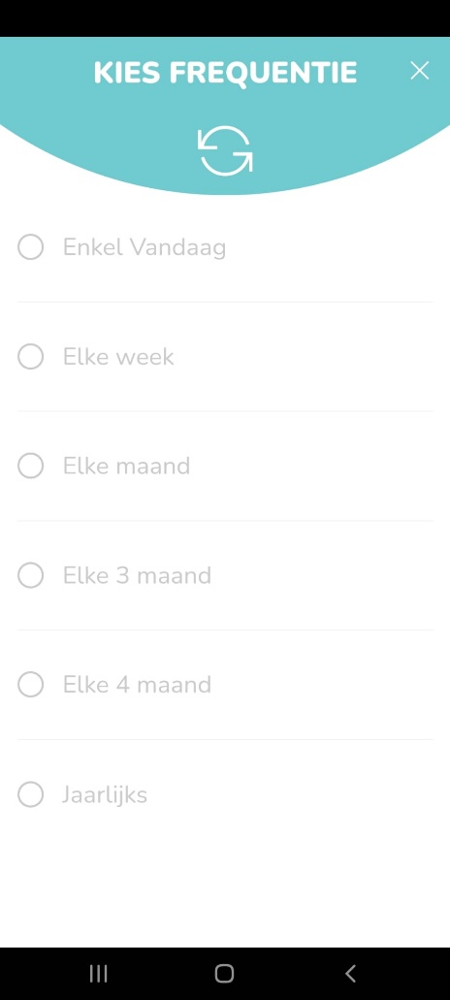 KIES FREQUENTIE
Enkel Vandaag
Elke week
Elke maand
Elke 3 maand
Elke 4 maand
Jaarlijks